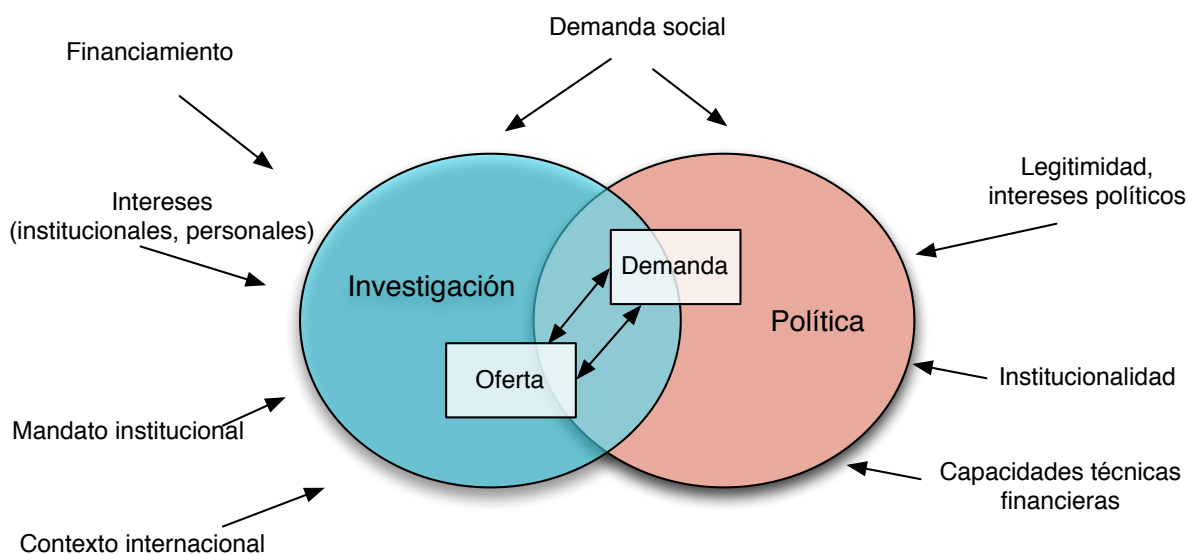 Demanda social
Financiamiento
Legitimidad,
intereses políticos
Intereses
(institucionales, personales)
Demanda
Investigación
Política
Oferta
Institucionalidad
Mandato institucional
Capacidades técnicas
financieras
Contexto internacional